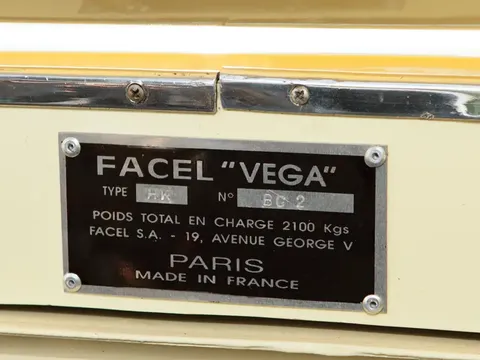 FACEL "VEGA"
TYPE HK N° BC 2
POIDS TOTAL EN CHARGE 2100 Kgs
FACEL S.A. - 19, AVENUE GEORGE V
PARIS
MADE IN FRANCE